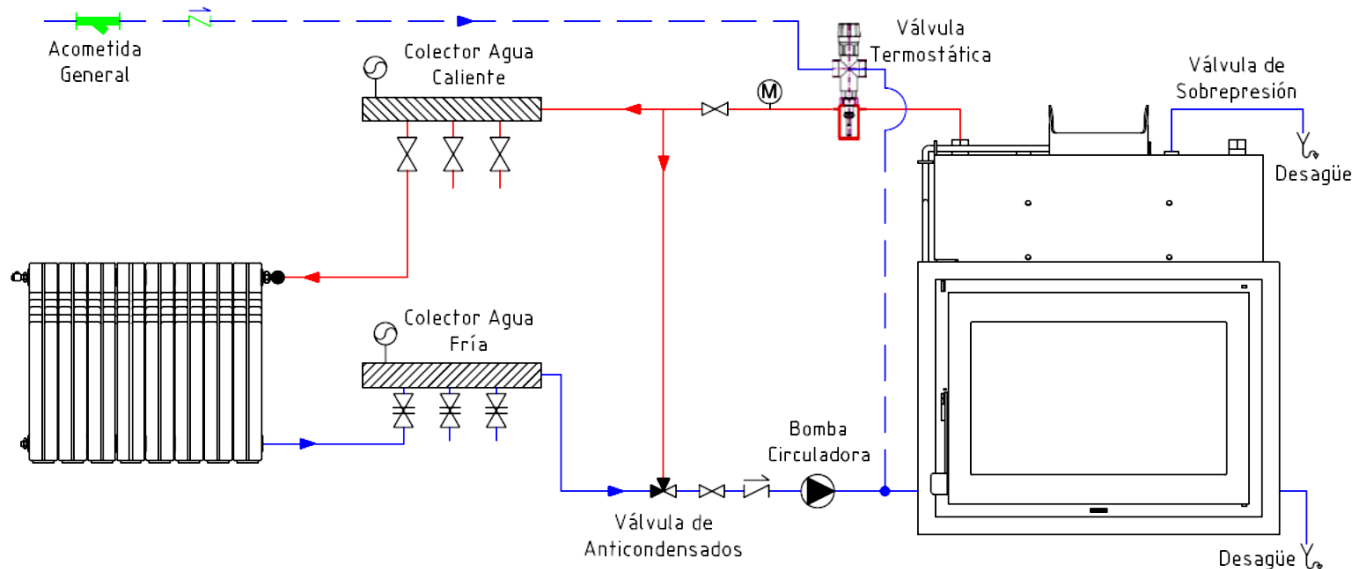 Acometida
General
Colector Agua
Caliente
M
Válvula
Termostática
Válvula de
Sobrepresión
Desagüe
Colector Agua
Fría
Bomba
Circuladora
Válvula de
Anticondensados
Desagüe